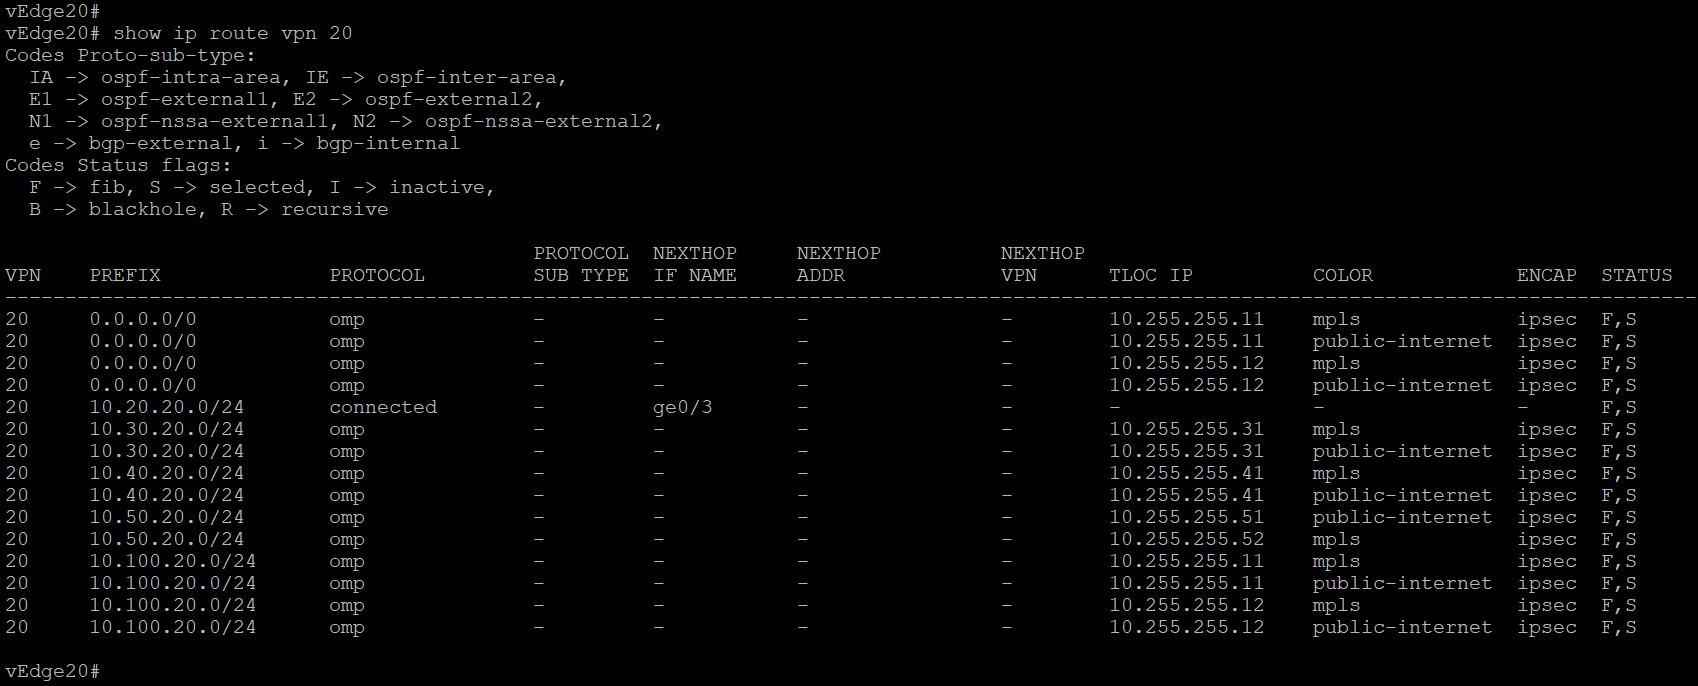 vEdge20#
vEdge20# show ip route vpn 20
Codes Proto-sub-type:
  IA -> ospf-intra-area, IE -> ospf-inter-area,
  E1 -> ospf-external1, E2 -> ospf-external2,
  N1 -> ospf-nssa-external1, N2 -> ospf-nssa-external2,
  e -> bgp-external, i -> bgp-internal
Codes Status flags:
  F -> fib, S -> selected, I -> inactive,
  B -> blackhole, R -> recursive

                                            PROTOCOL  NEXTHOP     NEXTHOP          NEXTHOP
VPN    PREFIX              PROTOCOL         SUB TYPE  IF NAME     ADDR             VPN      TLOC IP          COLOR            ENCAP  STATUS
---------------------------------------------------------------------------------------------------------------------------------------------
20     0.0.0.0/0           omp              -         -           -                -        10.255.255.11    mpls             ipsec  F,S
20     0.0.0.0/0           omp              -         -           -                -        10.255.255.11    public-internet  ipsec  F,S
20     0.0.0.0/0           omp              -         -           -                -        10.255.255.12    mpls             ipsec  F,S
20     0.0.0.0/0           omp              -         -           -                -        10.255.255.12    public-internet  ipsec  F,S
20     10.20.20.0/24       connected        -         ge0/3       -                -        -                -                -      F,S
20     10.30.20.0/24       omp              -         -           -                -        10.255.255.31    mpls             ipsec  F,S
20     10.30.20.0/24       omp              -         -           -                -        10.255.255.31    public-internet  ipsec  F,S
20     10.40.20.0/24       omp              -         -           -                -        10.255.255.41    mpls             ipsec  F,S
20     10.40.20.0/24       omp              -         -           -                -        10.255.255.41    public-internet  ipsec  F,S
20     10.50.20.0/24       omp              -         -           -                -        10.255.255.51    public-internet  ipsec  F,S
20     10.50.20.0/24       omp              -         -           -                -        10.255.255.52    mpls             ipsec  F,S
20     10.100.20.0/24      omp              -         -           -                -        10.255.255.11    mpls             ipsec  F,S
20     10.100.20.0/24      omp              -         -           -                -        10.255.255.11    public-internet  ipsec  F,S
20     10.100.20.0/24      omp              -         -           -                -        10.255.255.12    mpls             ipsec  F,S
20     10.100.20.0/24      omp              -         -           -                -        10.255.255.12    public-internet  ipsec  F,S

vEdge20#